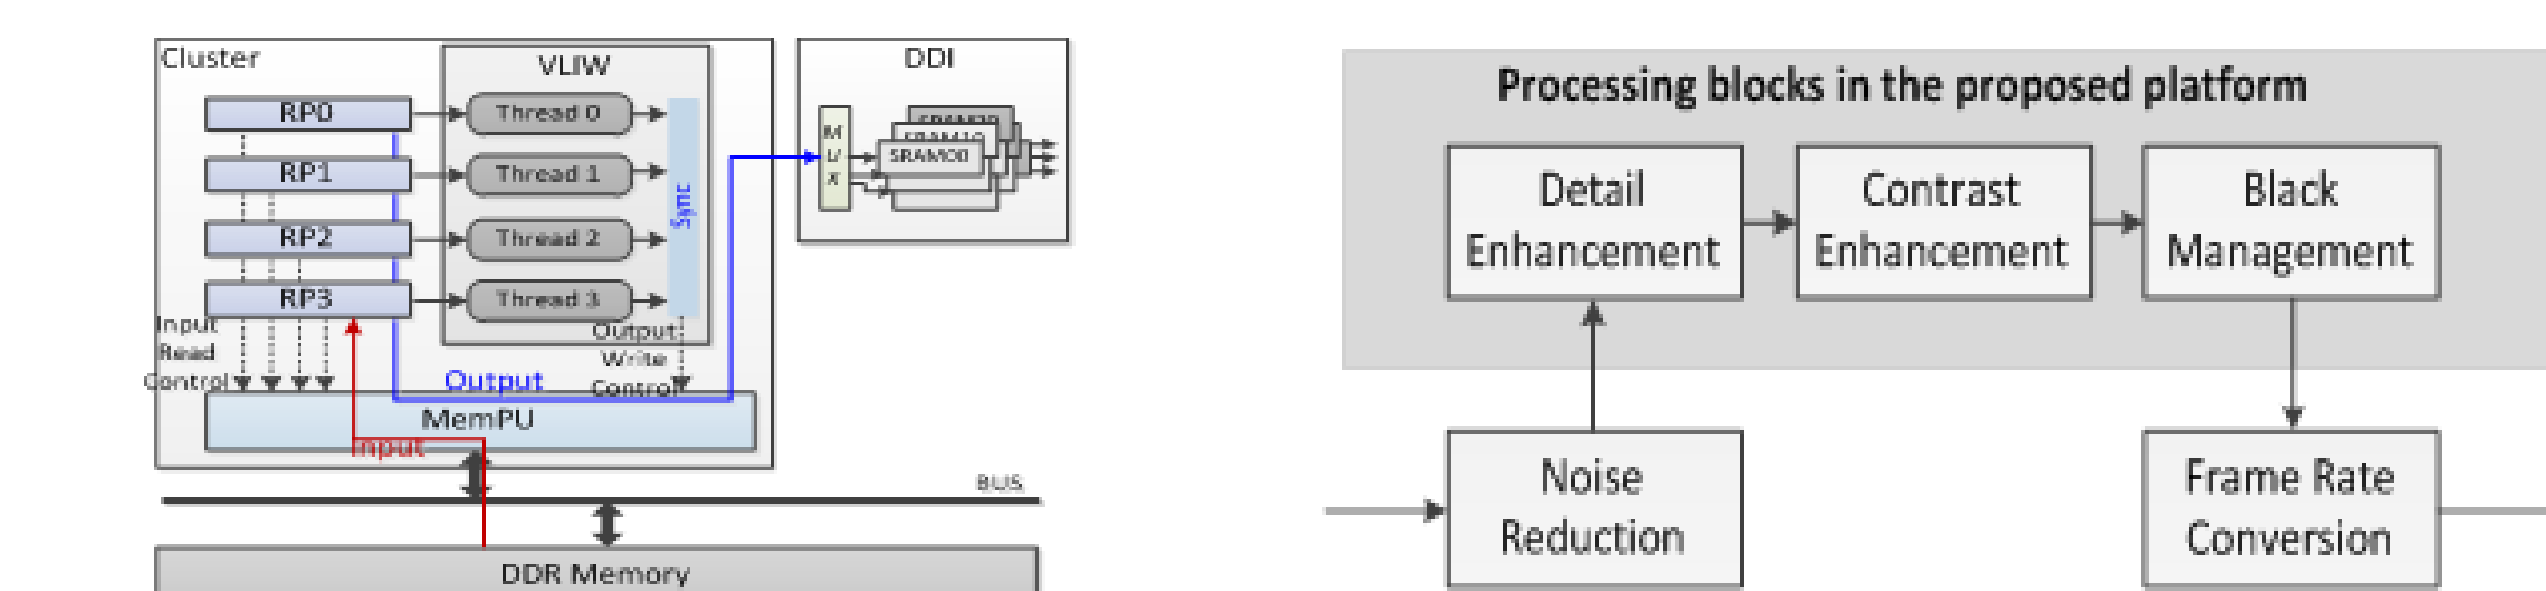 Cluster
VLIW
DDI
RP0
Thread 0
RP1
Thread 1
RP2
Thread 2
RP3
Thread 3
Sync
M
U
X
SRAM00
Input
Read
Control
Output
Write
Control
Output
MemPU
Input
BUS
DDR Memory
Processing blocks in the proposed platform
Detail
Enhancement
Contrast
Enhancement
Black
Management
Noise
Reduction
Frame Rate
Conversion